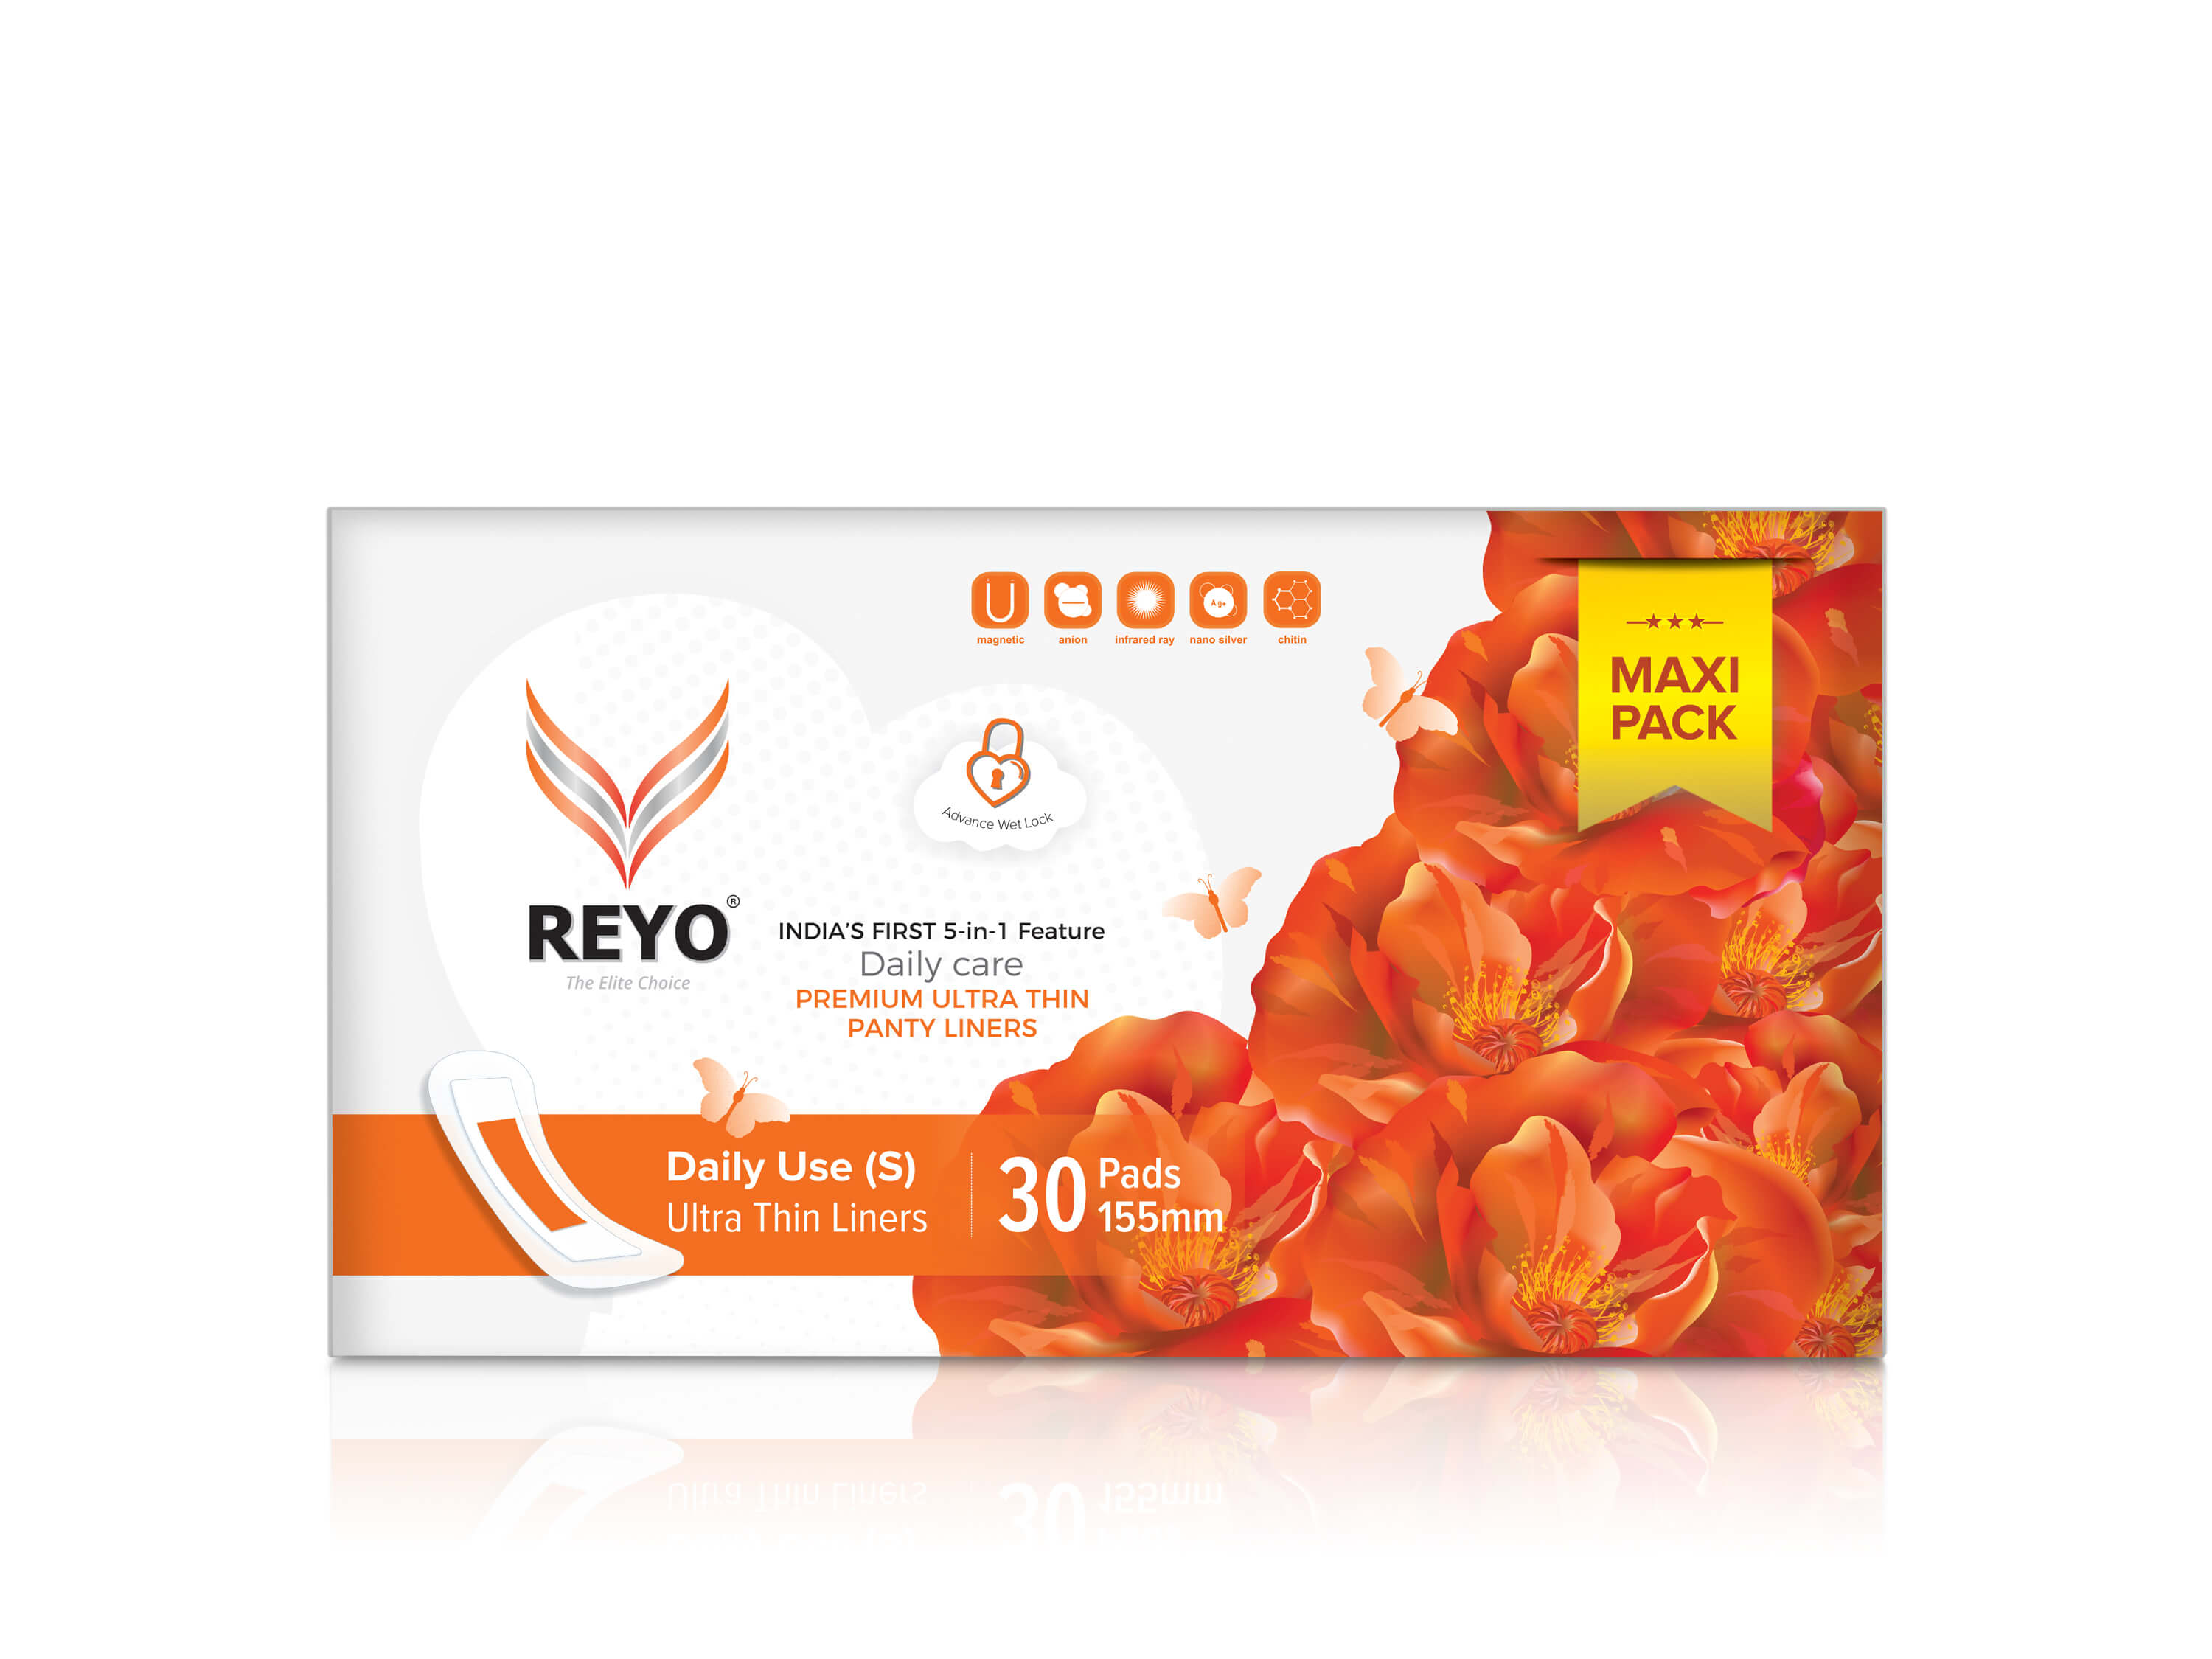 magnetic
anion
infrared ray
nano silver
Ag+
chitin
MAXI
PACK
Advance Wet Lock
REYO®
The Elite Choice
INDIA'S FIRST 5-in-1 Feature
Daily care
PREMIUM ULTRA THIN
PANTY LINERS
Daily Use (S)
Ultra Thin Liners
30 Pads
155mm